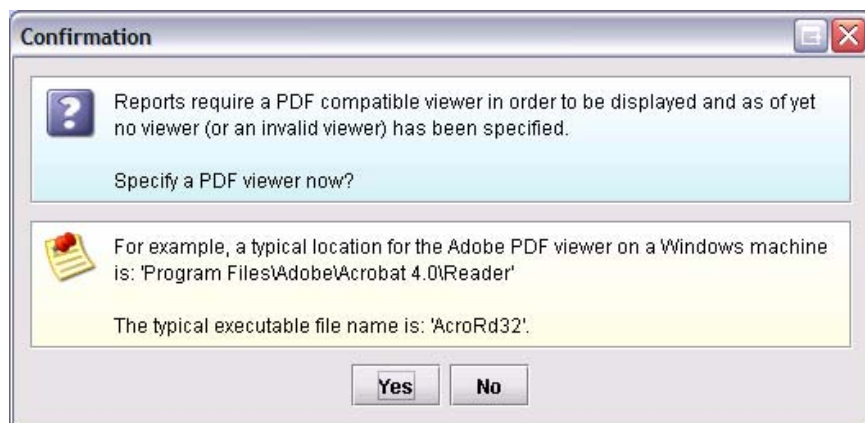 Confirmation
Reports require a PDF compatible viewer in order to be displayed and as of yet
no viewer (or an invalid viewer) has been specified.
Specify a PDF viewer now?
For example, a typical location for the Adobe PDF viewer on a Windows machine
is: 'Program Files\Adobe\Acrobat 4.0\Reader'
The typical executable file name is: 'AcroRd32'.
Yes
No